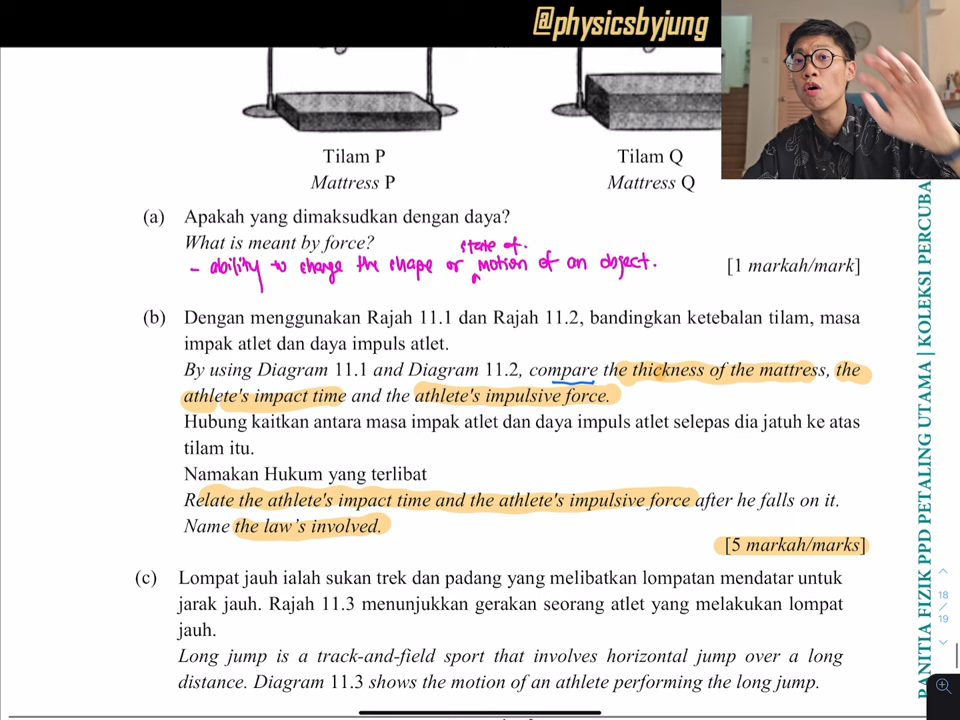 @physicsbyjung
Tilam P
Mattress P
Tilam Q
Mattress Q
(a) Apakah yang dimaksudkan dengan daya?
What is meant by force?
state of.
- ability to change the shape or ^ motion of an object.
[1 markah/mark]
(b) Dengan menggunakan Rajah 11.1 dan Rajah 11.2, bandingkan ketebalan tilam, masa
impak atlet dan daya impuls atlet.
By using Diagram 11.1 and Diagram 11.2, compare the thickness of the mattress, the
athlete's impact time and the athlete's impulsive force.
Hubung kaitkan antara masa impak atlet dan daya impuls atlet selepas dia jatuh ke atas
tilam itu.
Namakan Hukum yang terlibat
Relate the athlete's impact time and the athlete's impulsive force after he falls on it.
Name the law's involved.
[5 markah/marks]
(c) Lompat jauh ialah sukan trek dan padang yang melibatkan lompatan mendatar untuk
jarak jauh. Rajah 11.3 menunjukkan gerakan seorang atlet yang melakukan lompat
jauh.
Long jump is a track-and-field sport that involves horizontal jump over a long
distance. Diagram 11.3 shows the motion of an athlete performing the long jump.
PANITIA FIZIK PPD PETALING UTAMA | KOLEKSI PERCUBA
18
/
19